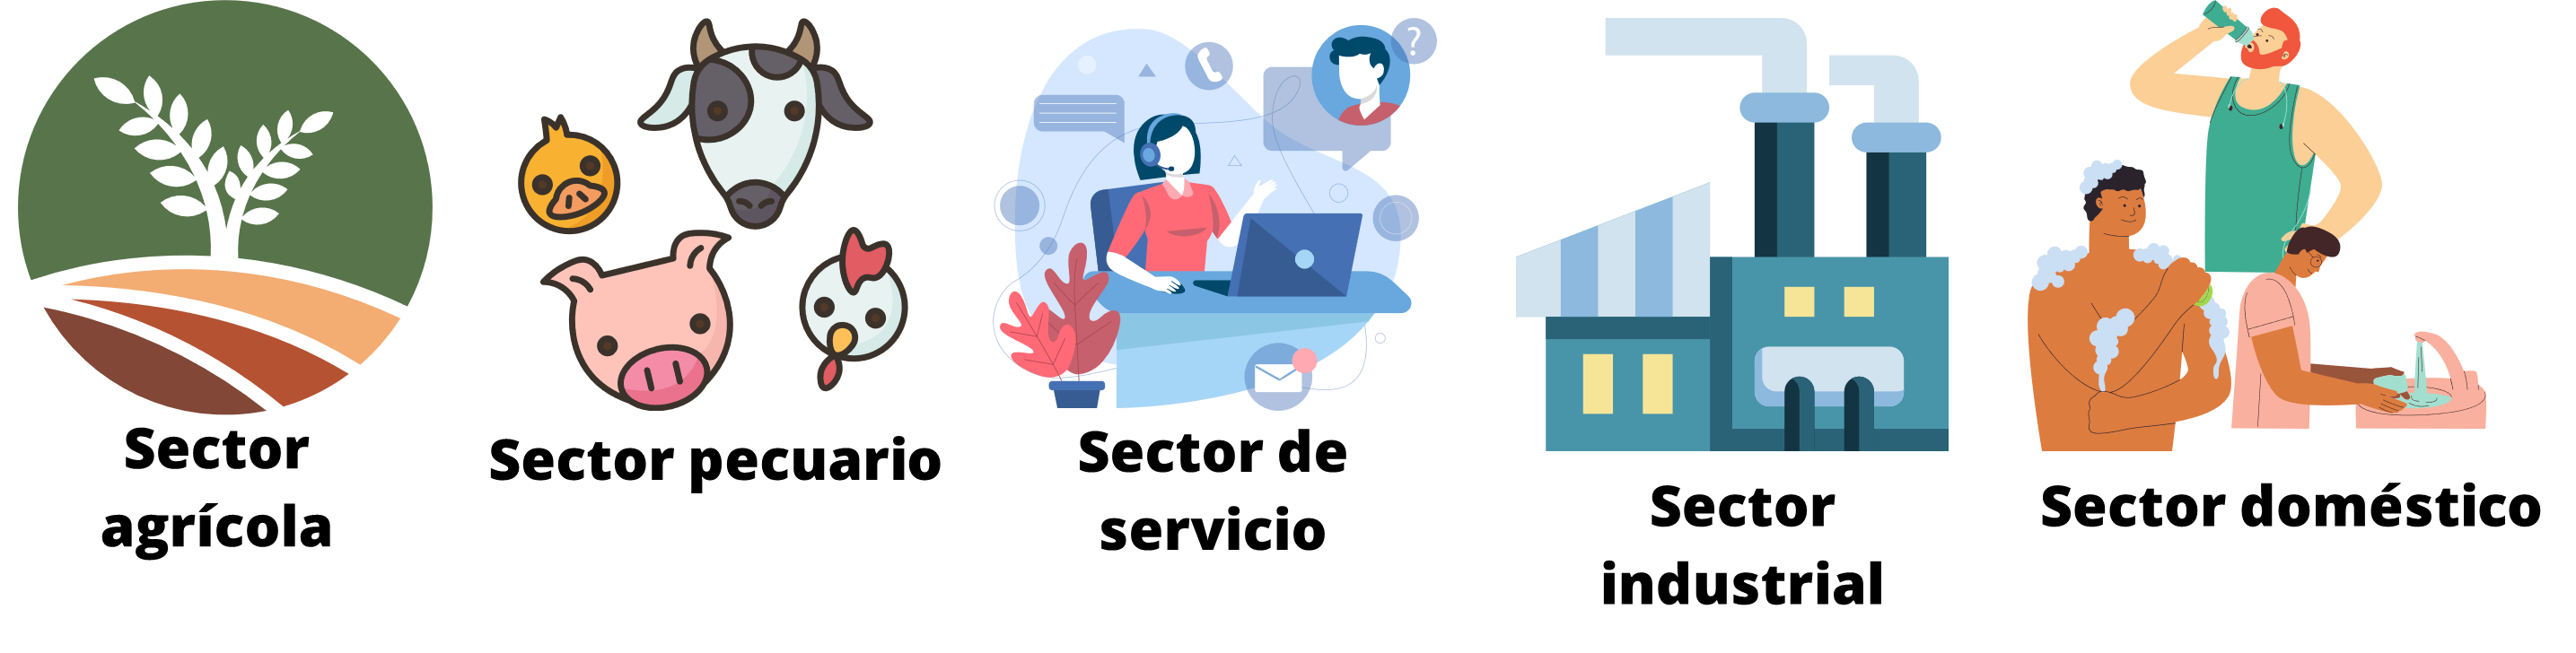 Sector
agrícola
Sector pecuario
Sector de
servicio
Sector
industrial
Sector doméstico
?